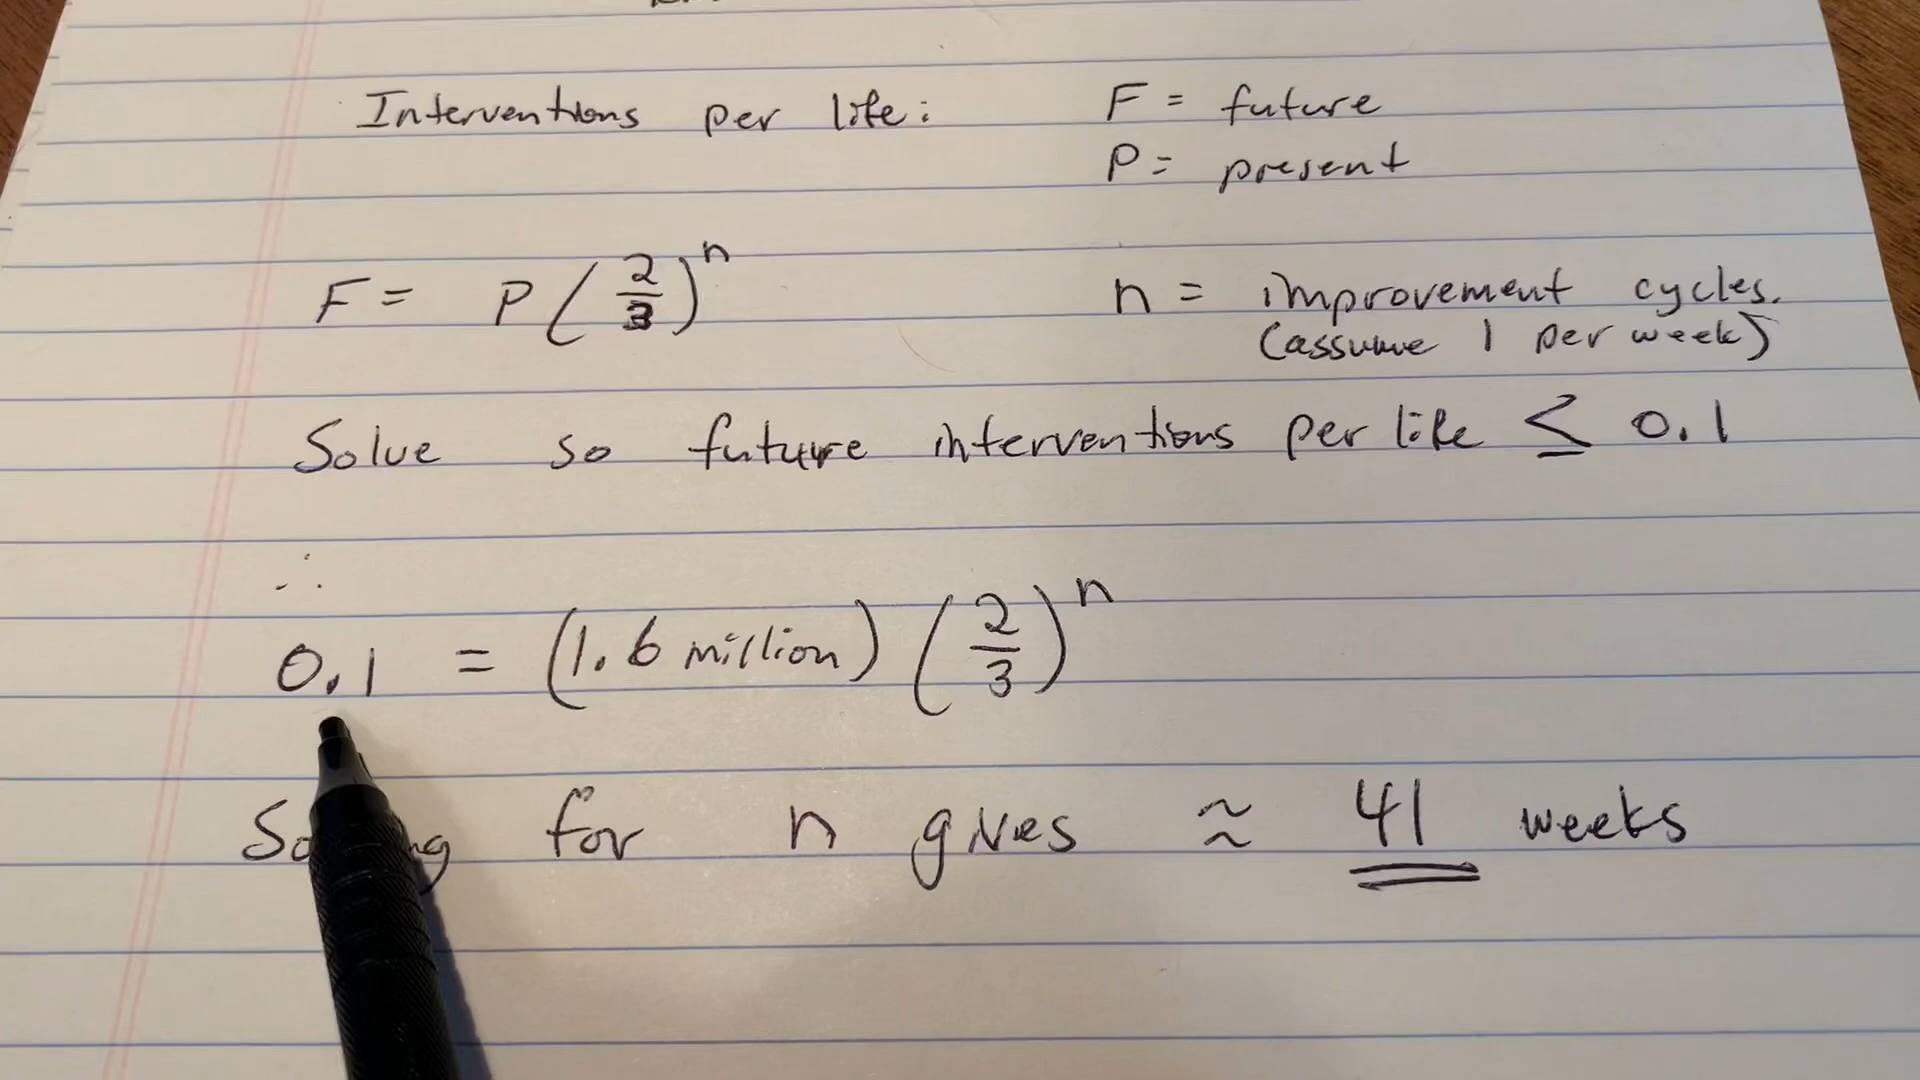 Interventions per life:
F = future
P = present
F = P (2/3)^n
n = improvement cycles.
(assume 1 per week)
Solve so future interventions per life ≤ 0.1
∴
0.1 = (1.6 million) (2/3)^n
for n gives ≈ 41 weeks